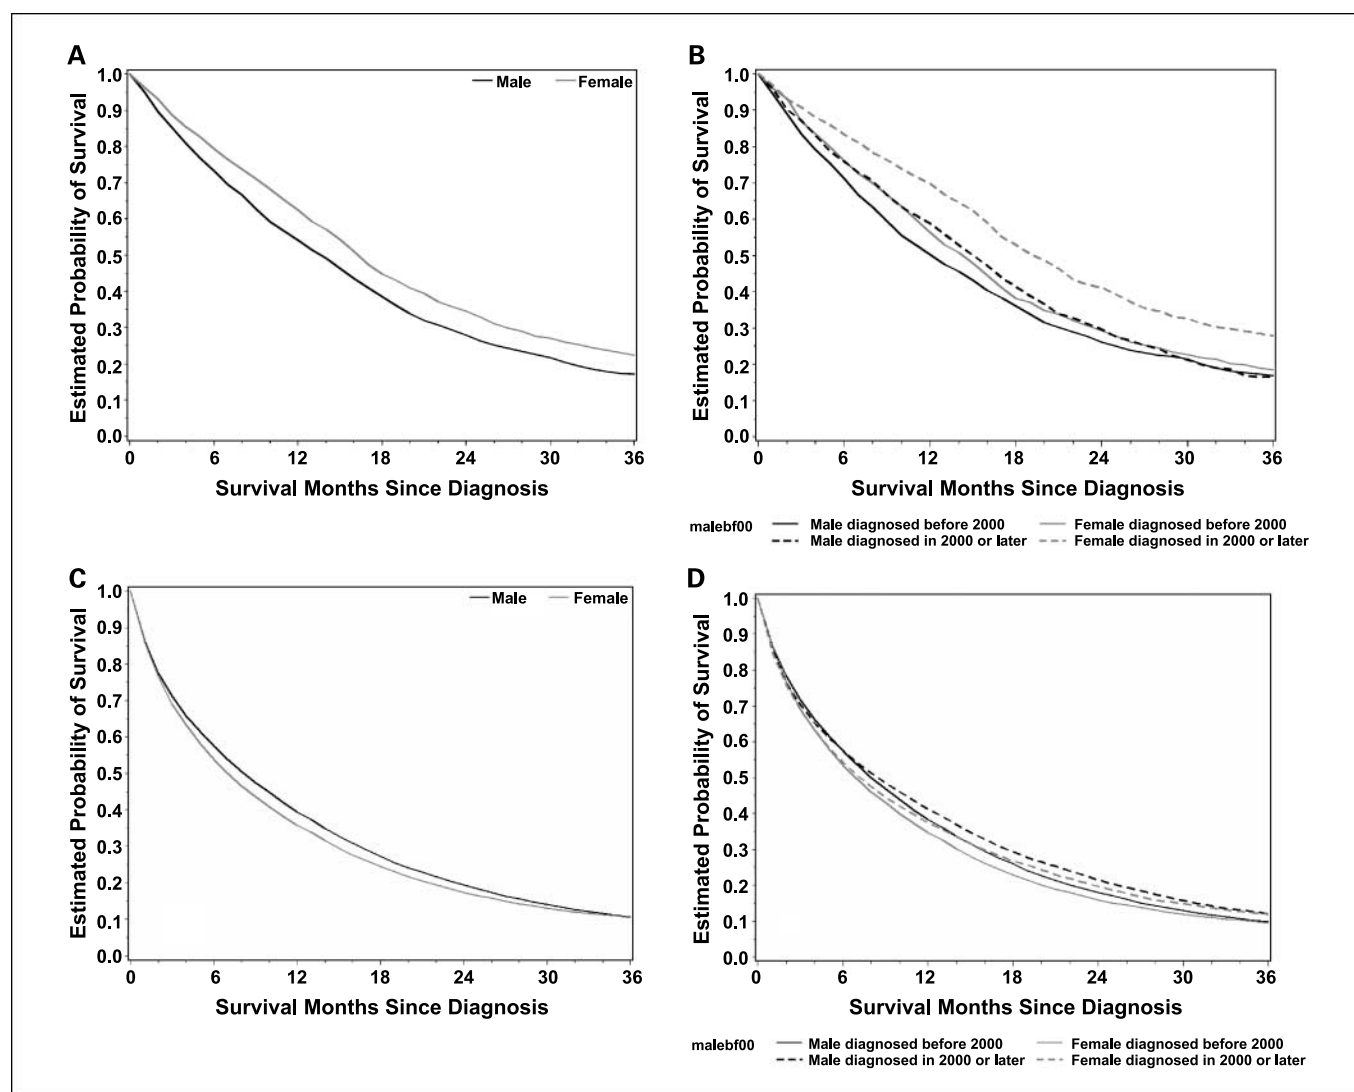 A
Male Female
Estimated Probability of Survival
1.0
0.9
0.8
0.7
0.6
0.5
0.4
0.3
0.2
0.1
0.0
0 6 12 18 24 30 36
Survival Months Since Diagnosis
B
Estimated Probability of Survival
1.0
0.9
0.8
0.7
0.6
0.5
0.4
0.3
0.2
0.1
0.0
0 6 12 18 24 30 36
Survival Months Since Diagnosis
malebf00 Male diagnosed before 2000 Female diagnosed before 2000
Male diagnosed in 2000 or later Female diagnosed in 2000 or later
C
Male Female
Estimated Probability of Survival
1.0
0.9
0.8
0.7
0.6
0.5
0.4
0.3
0.2
0.1
0.0
0 6 12 18 24 30 36
Survival Months Since Diagnosis
D
Estimated Probability of Survival
1.0
0.9
0.8
0.7
0.6
0.5
0.4
0.3
0.2
0.1
0.0
0 6 12 18 24 30 36
Survival Months Since Diagnosis
malebf00 Male diagnosed before 2000 Female diagnosed before 2000
Male diagnosed in 2000 or later Female diagnosed in 2000 or later